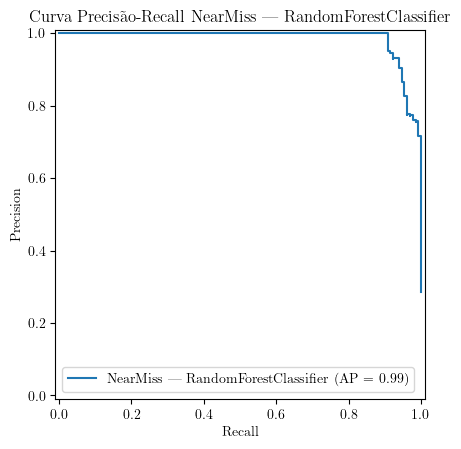 Curva Precisão-Recall NearMiss — RandomForestClassifier
1.0
0.8
0.6
0.4
0.2
0.0
Precision
NearMiss — RandomForestClassifier (AP = 0.99)
0.0 0.2 0.4 0.6 0.8 1.0
Recall